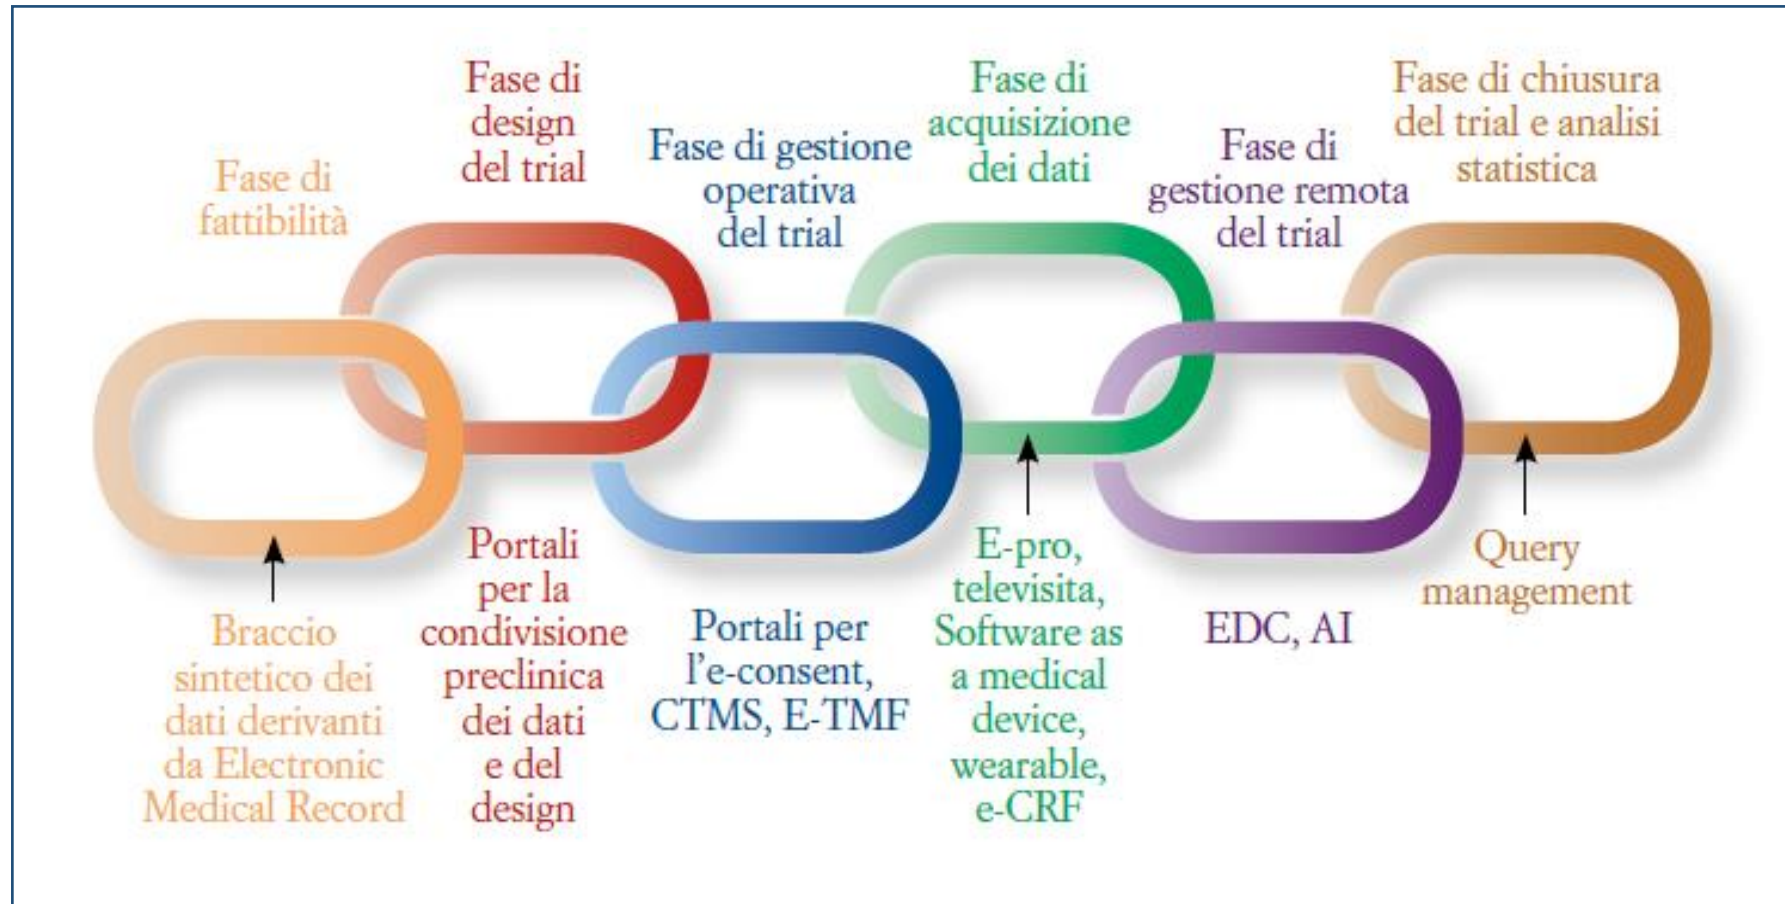 Fase di
fattibilità
Fase di
design
del trial
Fase di gestione
operativa
del trial
Fase di
acquisizione
dei dati
Fase di
gestione remota
del trial
Fase di chiusura
del trial e analisi
statistica
Braccio
sintetico dei
dati derivanti
da Electronic
Medical Record
Portali
per la
condivisione
preclinica
dei dati
e del
design
Portali per
l’e-consent,
CTMS, E-TMF
E-pro,
televisita,
Software as
a medical
device,
wearable,
e-CRF
EDC, AI
Query
management